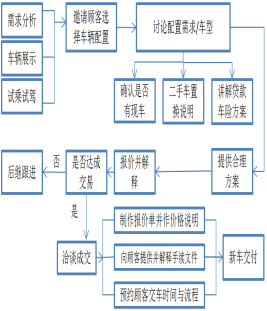 需求分析
车辆展示
试乘试驾
邀请顾客选
择车辆配置
讨论配置需求/车型
确认是否
有现车
二手车置
换说明
讲解贷款
车险方案
提供合理
方案
报价并解
释
是否达成
交易
否
后继跟进
是
洽谈成交
制作报价单并作价格说明
向顾客提供并解释手续文件
预约顾客交车时间与流程
新车交付